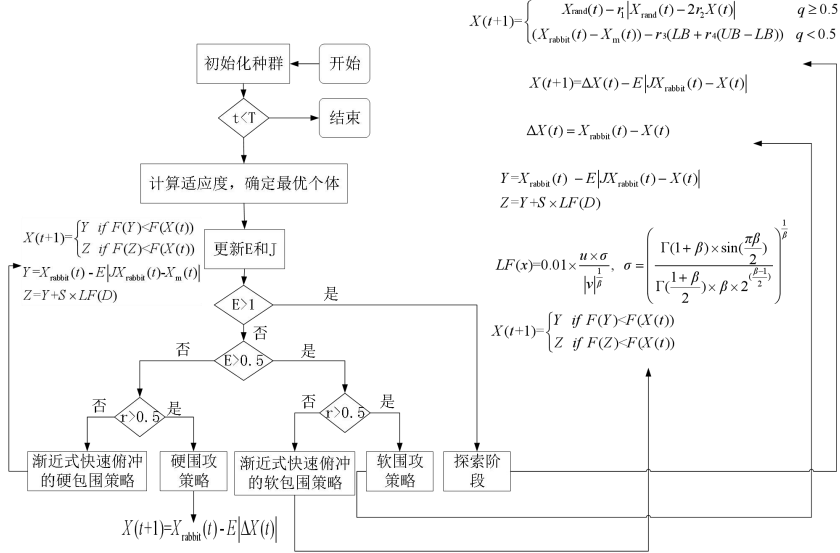 X(t+1)={X_rand(t)−r_1|X_rand(t)−2r_2X(t)|  q≥0.5
(X_rabbit(t)−X_m(t))−r_3(LB+r_4(UB−LB))  q<0.5
初始化种群
开始
t<T
结束
X(t+1)=ΔX(t)−E|JX_rabbit(t)−X(t)|
ΔX(t)=X_rabbit(t)−X(t)
计算适应度，确定最优个体
Y=X_rabbit(t) −E|JX_rabbit(t)−X(t)|
Z=Y+S×LF(D)
X(t+1)={Y if F(Y)<F(X(t))
Z if F(Z)<F(X(t))
更新E和J
Y=X_rabbit(t)-E|JX_rabbit(t)-X_m(t)|
Z=Y+S×LF(D)
LF(x)=0.01×(u×σ)/|v|^(1/β), σ=((Γ(1+β)×sin(πβ/2))/(Γ((1+β)/2)×β×2^((β−1)/2)))^(1/β)
X(t+1)={Y if F(Y)<F(X(t))
Z if F(Z)<F(X(t))
E>1
是
否
E>0.5
否
是
r>0.5
否
是
r>0.5
否
是
渐近式快速俯冲
的硬包围策略
硬围攻
策略
渐近式快速俯冲
的软包围策略
软围攻
策略
探索阶
段
X(t+1)=X_rabbit(t)-E|ΔX(t)|